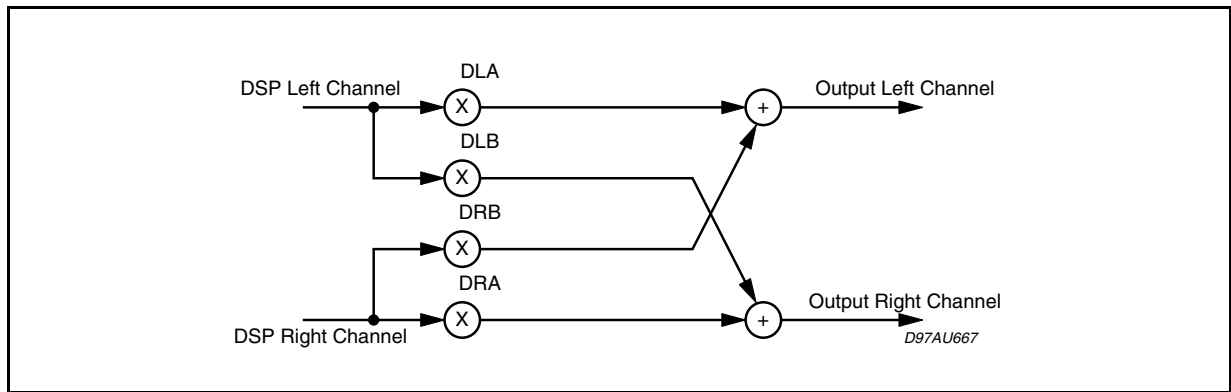 DLA
DSP Left Channel
Output Left Channel
X
+
DLB
X
DRB
X
DRA
Output Right Channel
X
+
DSP Right Channel
D97AU667